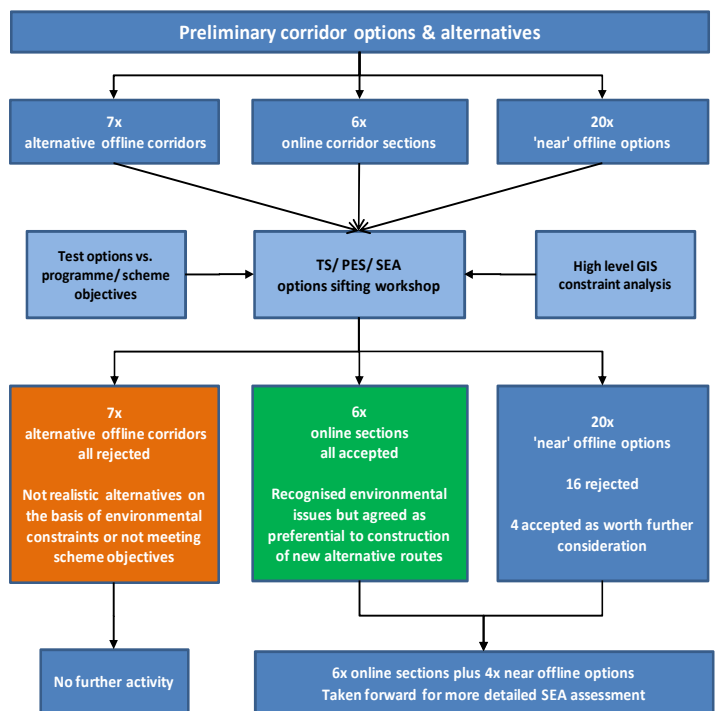 Preliminary corridor options & alternatives
7x
alternative offline corridors
6x
online corridor sections
20x
'near' offline options
Test options vs.
programme/ scheme
objectives
TS/ PES/ SEA
options sifting workshop
High level GIS
constraint analysis
7x
alternative offline corridors
all rejected
Not realistic alternatives on
the basis of environmental
constraints or not meeting
scheme objectives
6x
online sections
all accepted
Recognised environmental
issues but agreed as
preferential to construction
of new alternative routes
20x
'near' offline options
16 rejected
4 accepted as worth further
consideration
No further activity
6x online sections plus 4x near offline options
Taken forward for more detailed SEA assessment